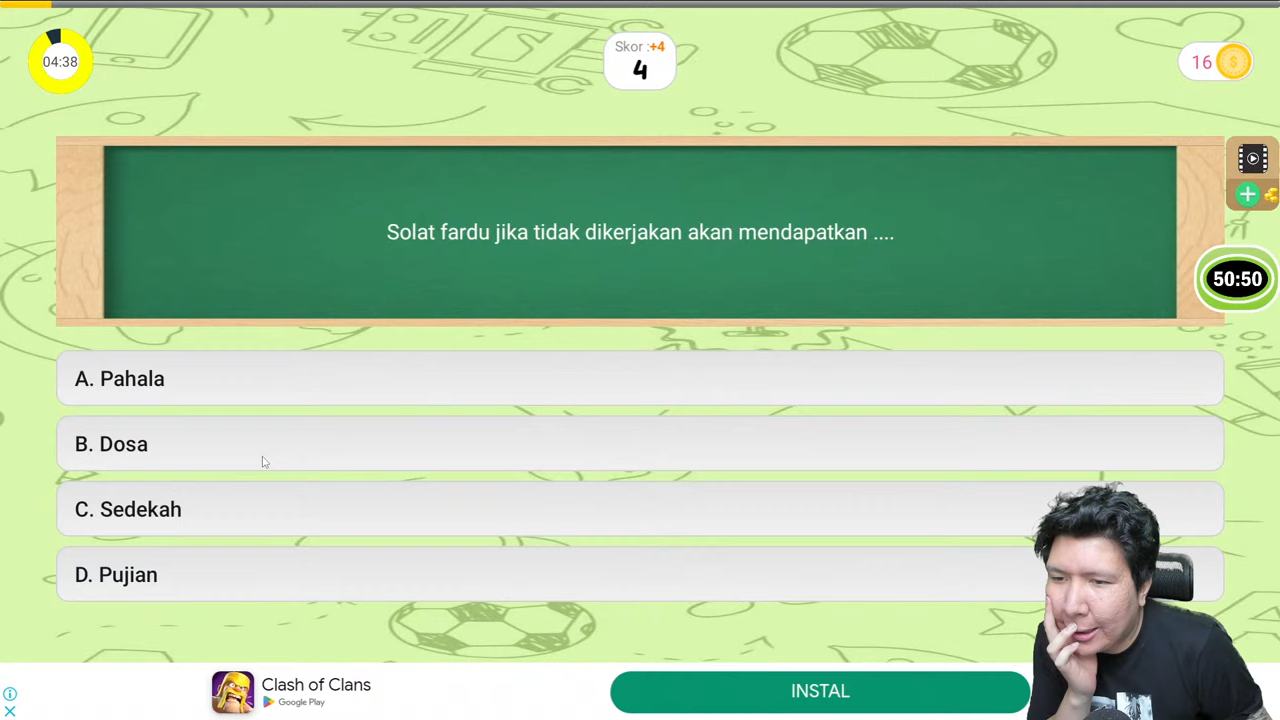 04:38
Skor :+4
4
16
Solat fardu jika tidak dikerjakan akan mendapatkan ....
50:50
A. Pahala
B. Dosa
C. Sedekah
D. Pujian
Clash of Clans
Google Play
INSTAL